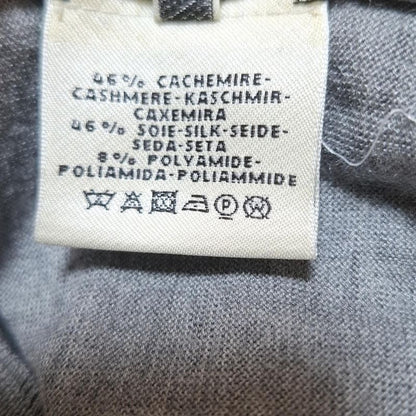 46% CACHEMIRE-
CASHMERE-KASCHMIR-
CAXEMIRA
46% SOIE-SILK-SEIDE-
SEDA-SETA
8% POLYAMIDE-
POLIAMIDA-POLIAMMIDE
P W